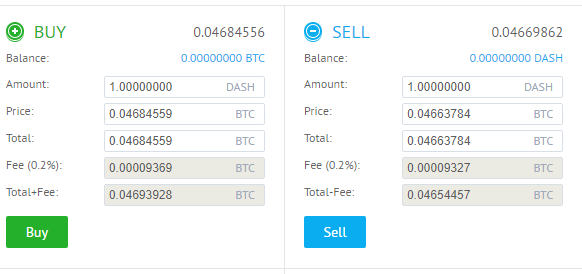 BUY 0.04684556
Balance: 0.00000000 BTC
Amount: 1.00000000 DASH
Price: 0.04684559 BTC
Total: 0.04684559 BTC
Fee (0.2%): 0.00009369 BTC
Total+Fee: 0.04693928 BTC
Buy
SELL 0.04669862
Balance: 0.00000000 DASH
Amount: 1.00000000 DASH
Price: 0.04663784 BTC
Total: 0.04663784 BTC
Fee (0.2%): 0.00009327 BTC
Total-Fee: 0.04654457 BTC
Sell